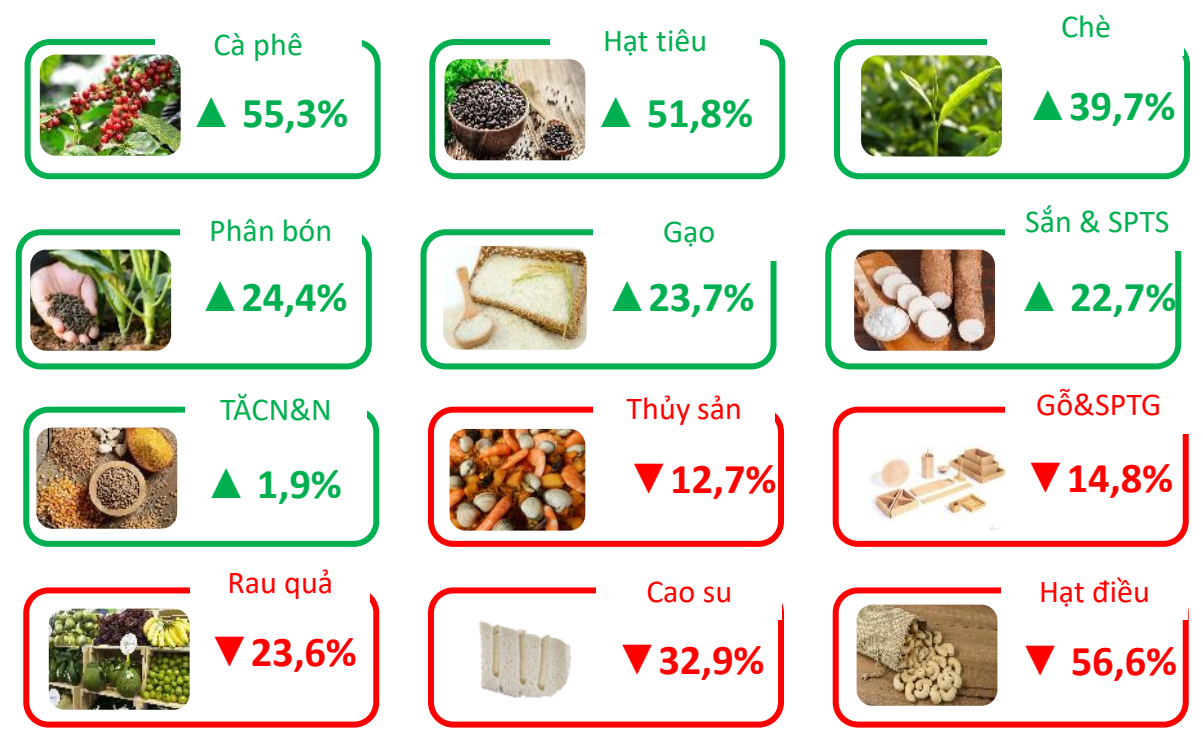 Cà phê
▲ 55,3%
Hạt tiêu
▲ 51,8%
Chè
▲39,7%
Phân bón
▲24,4%
Gạo
▲23,7%
Sắn & SPTS
▲ 22,7%
TĂCN&N
▲ 1,9%
Thủy sản
▼12,7%
Gỗ&SPTG
▼14,8%
Rau quả
▼23,6%
Cao su
▼32,9%
Hạt điều
▼ 56,6%